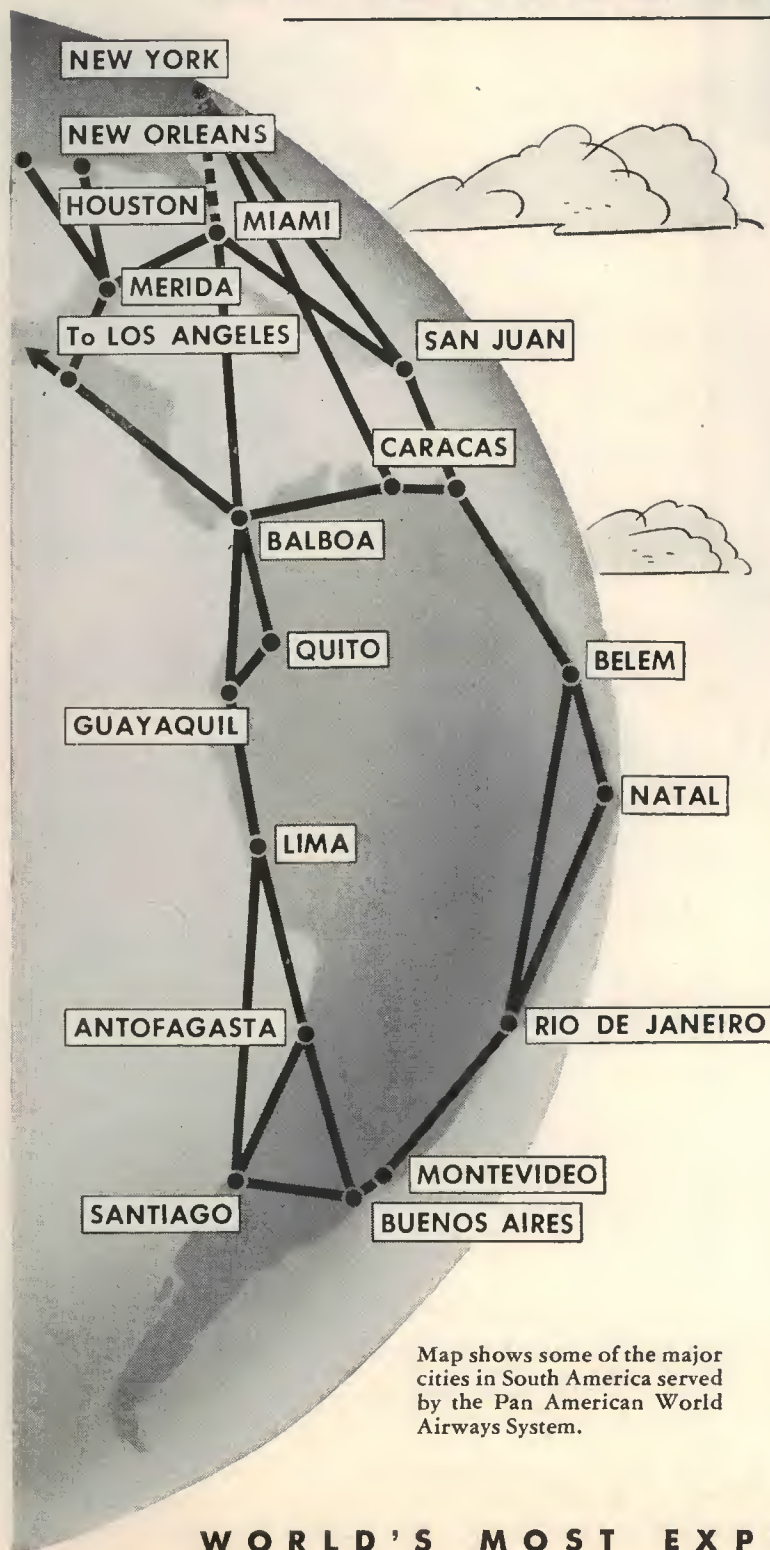 NEW YORK
NEW ORLEANS
HOUSTON
MIAMI
MERIDA
To LOS ANGELES
SAN JUAN
CARACAS
BALBOA
QUITO
BELEM
GUAYAQUIL
NATAL
LIMA
ANTOFAGASTA
RIO DE JANEIRO
MONTEVIDEO
SANTIAGO
BUENOS AIRES
Map shows some of the major
cities in South America served
by the Pan American World
Airways System.
WORLD'S MOST EXP